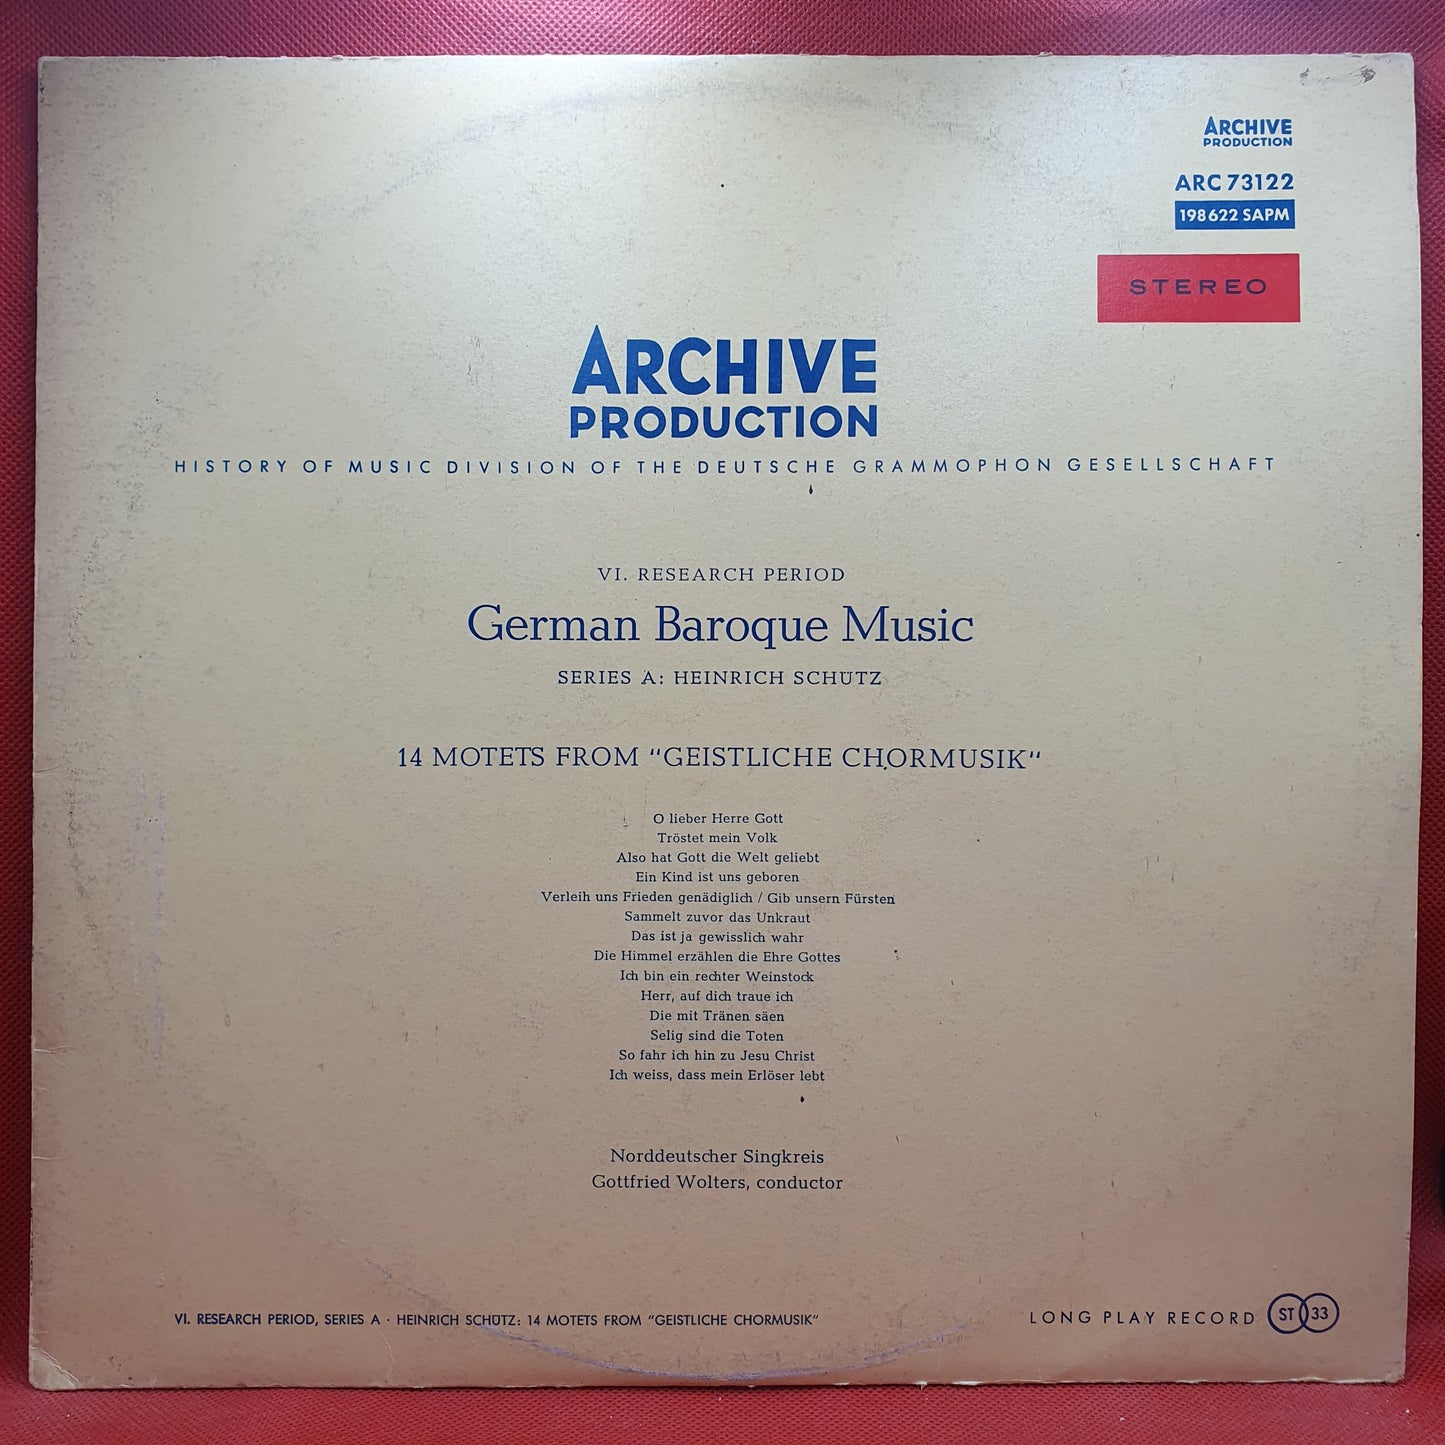 ARCHIVE
PRODUCTION
ARC 73122
198622 SAPM
STEREO
ARCHIVE
PRODUCTION
HISTORY OF MUSIC DIVISION OF THE DEUTSCHE GRAMMOPHON GESELLSCHAFT
VI. RESEARCH PERIOD
German Baroque Music
SERIES A: HEINRICH SCHÜTZ
14 MOTETS FROM "GEISTLICHE CHORMUSIK"
O lieber Herre Gott
Tröstet mein Volk
Also hat Gott die Welt geliebt
Ein Kind ist uns geboren
Verleih uns Frieden genädiglich / Gib unsern Fürsten
Sammelt zuvor das Unkraut
Das ist ja gewisslich wahr
Die Himmel erzählen die Ehre Gottes
Ich bin ein rechter Weinstock
Herr, auf dich traue ich
Die mit Tränen säen
Selig sind die Toten
So fahr ich hin zu Jesu Christ
Ich weiss, dass mein Erlöser lebt
Norddeutscher Singkreis
Gottfried Wolters, conductor
VI. RESEARCH PERIOD, SERIES A · HEINRICH SCHÜTZ: 14 MOTETS FROM "GEISTLICHE CHORMUSIK"
LONG PLAY RECORD ST 33